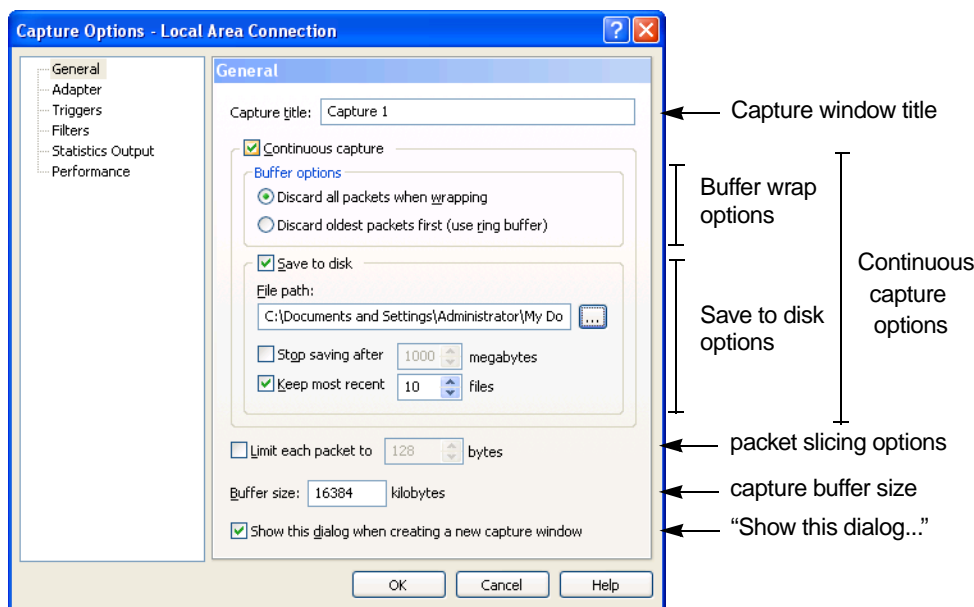 Capture Options - Local Area Connection
General
Adapter
Triggers
Filters
Statistics Output
Performance
General
Capture title: Capture 1
Continuous capture
Buffer options
Discard all packets when wrapping
Discard oldest packets first (use ring buffer)
Save to disk
File path:
C:\Documents and Settings\Administrator\My Do ...
Stop saving after 1000 megabytes
Keep most recent 10 files
Limit each packet to 128 bytes
Buffer size: 16384 kilobytes
Show this dialog when creating a new capture window
OK Cancel Help
Capture window title
Buffer wrap
options
Save to disk
options
Continuous
capture
options
packet slicing options
capture buffer size
“Show this dialog...”